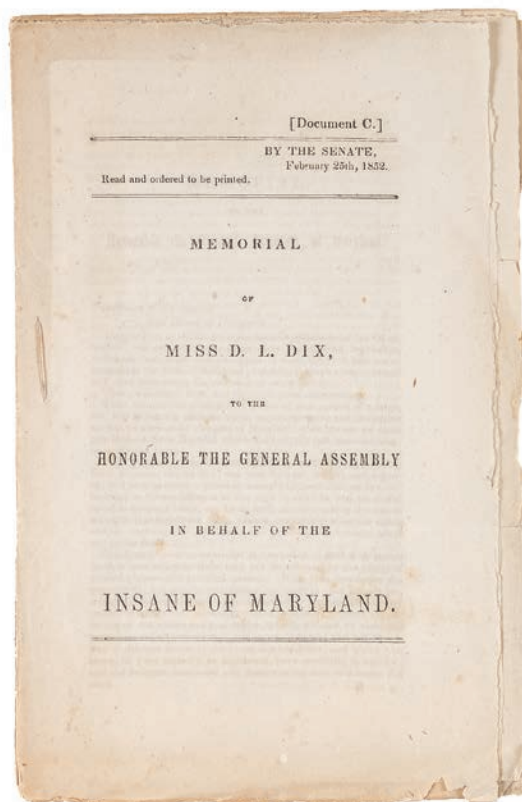 [Document C.]
BY THE SENATE,
February 25th, 1852.
Read and ordered to be printed.
MEMORIAL
OF
MISS D. L. DIX,
TO THE
HONORABLE THE GENERAL ASSEMBLY
IN BEHALF OF THE
INSANE OF MARYLAND.